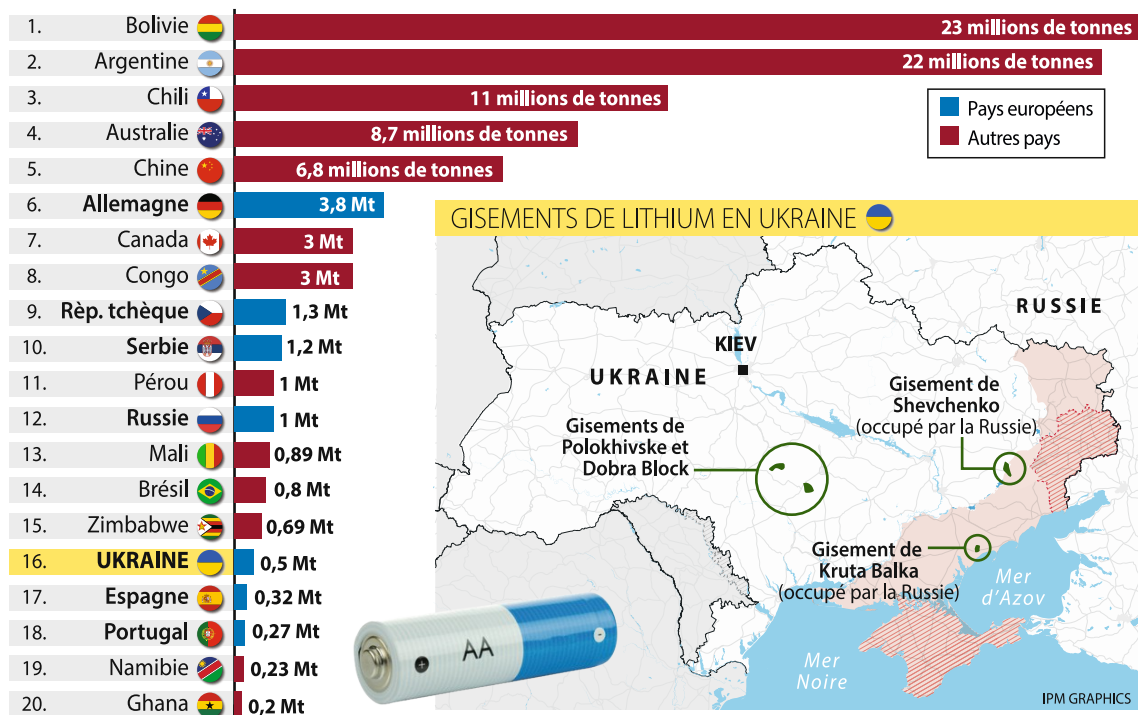 1. Bolivie 23 millions de tonnes
2. Argentine 22 millions de tonnes
3. Chili 11 millions de tonnes
4. Australie 8,7 millions de tonnes
5. Chine 6,8 millions de tonnes
6. Allemagne 3,8 Mt
7. Canada 3 Mt
8. Congo 3 Mt
9. Rèp. tchèque 1,3 Mt
10. Serbie 1,2 Mt
11. Pérou 1 Mt
12. Russie 1 Mt
13. Mali 0,89 Mt
14. Brésil 0,8 Mt
15. Zimbabwe 0,69 Mt
16. UKRAINE 0,5 Mt
17. Espagne 0,32 Mt
18. Portugal 0,27 Mt
19. Namibie 0,23 Mt
20. Ghana 0,2 Mt
Pays européens
Autres pays
GISEMENTS DE LITHIUM EN UKRAINE
RUSSIE
KIEV
UKRAINE
Gisements de
Polokhivske et
Dobra Block
Gisement de
Shevchenko
(occupé par la Russie)
Gisement de
Kruta Balka
(occupé par la Russie)
Mer
d'Azov
Mer
Noire
+ AA -
IPM GRAPHICS